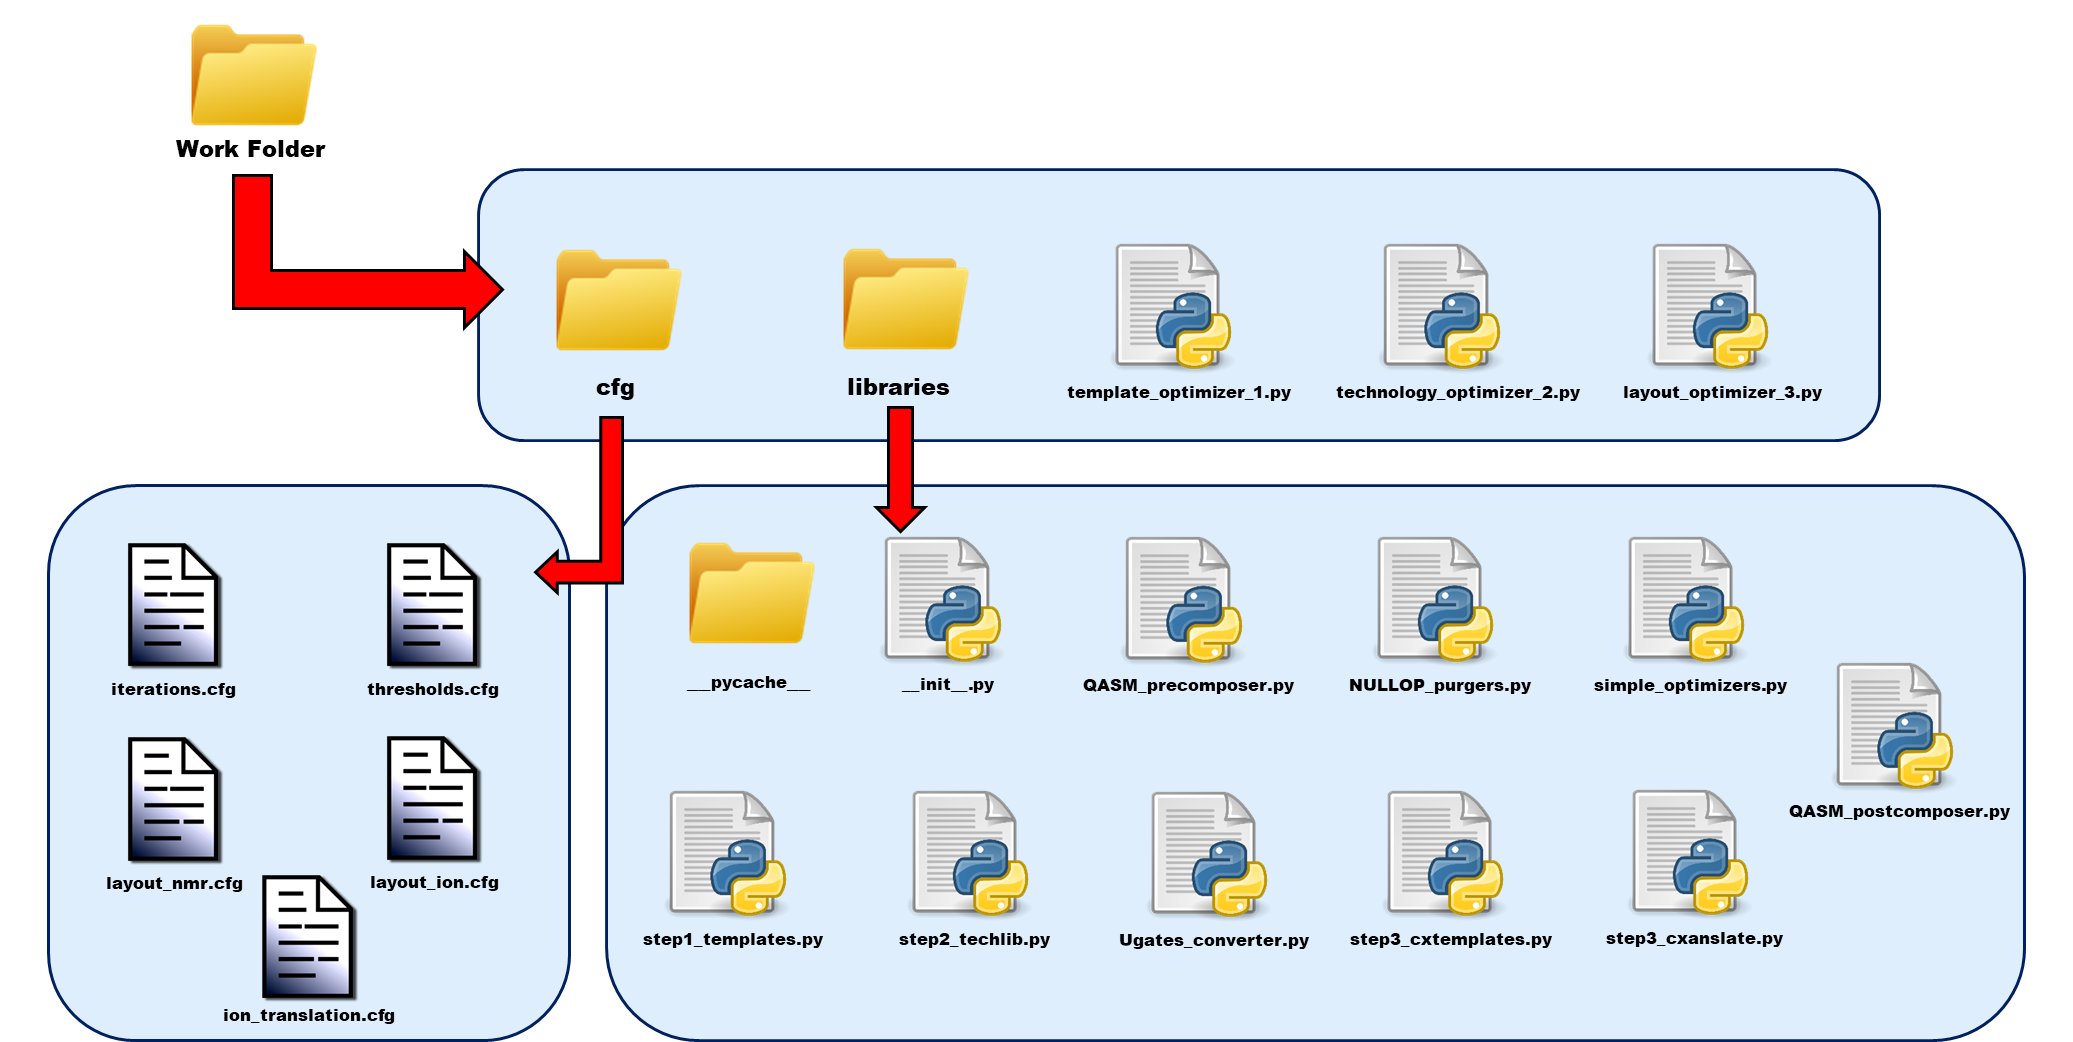 Work Folder
cfg
libraries
template_optimizer_1.py
technology_optimizer_2.py
layout_optimizer_3.py
iterations.cfg
thresholds.cfg
layout_nmr.cfg
layout_ion.cfg
ion_translation.cfg
__pycache__
__init__.py
QASM_precomposer.py
NULLOP_purgers.py
simple_optimizers.py
QASM_postcomposer.py
step1_templates.py
step2_techlib.py
Ugates_converter.py
step3_cxtemplates.py
step3_cxanslate.py